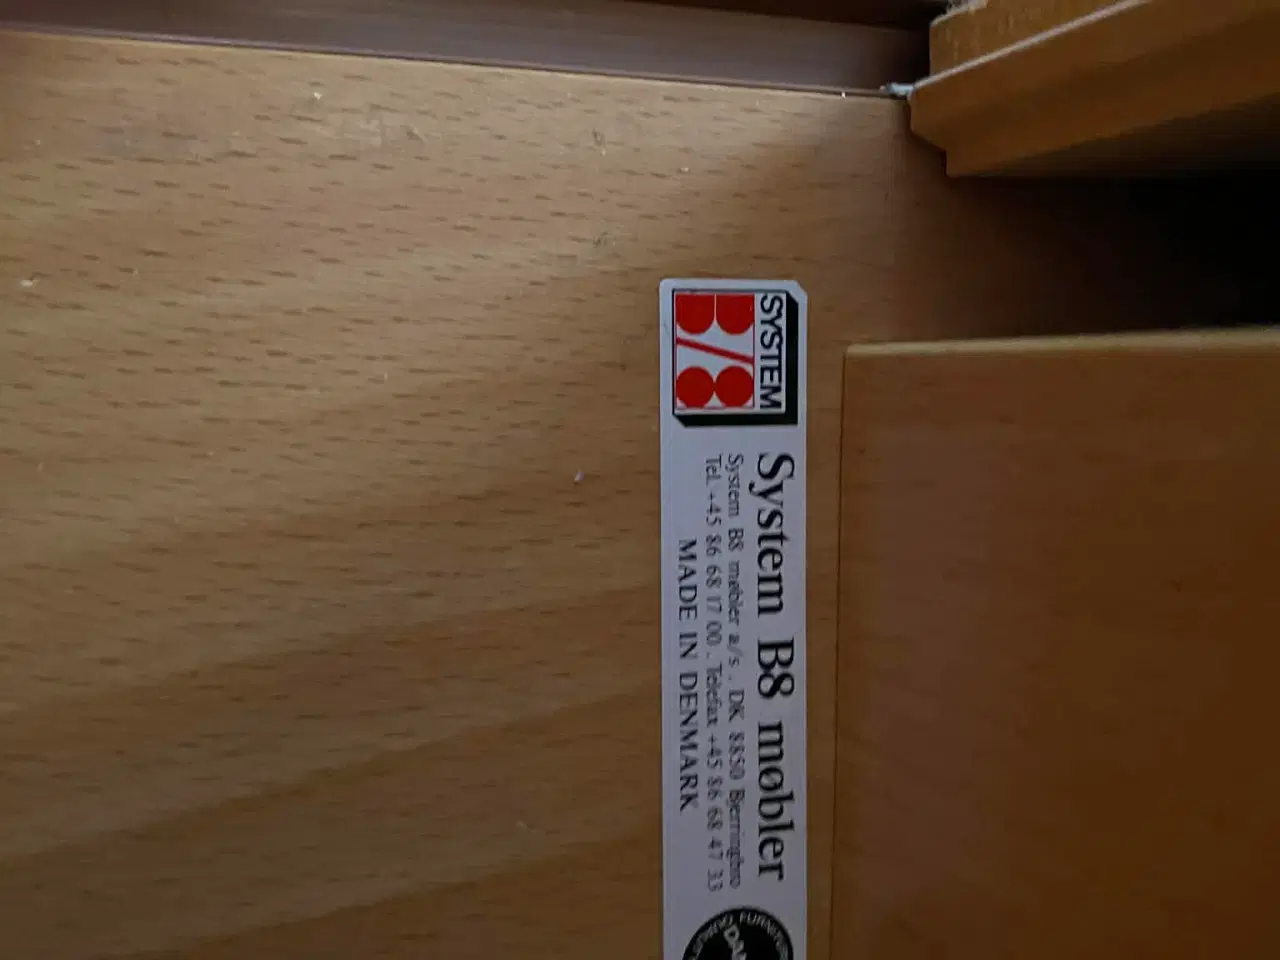 SYSTEM
B/8
System B8 møbler
System B8 møbler a/s . DK 8850 Bjerringbro
Tel. +45 86 68 17 00 . Telefax +45 86 68 47 33
MADE IN DENMARK
FURNITURE